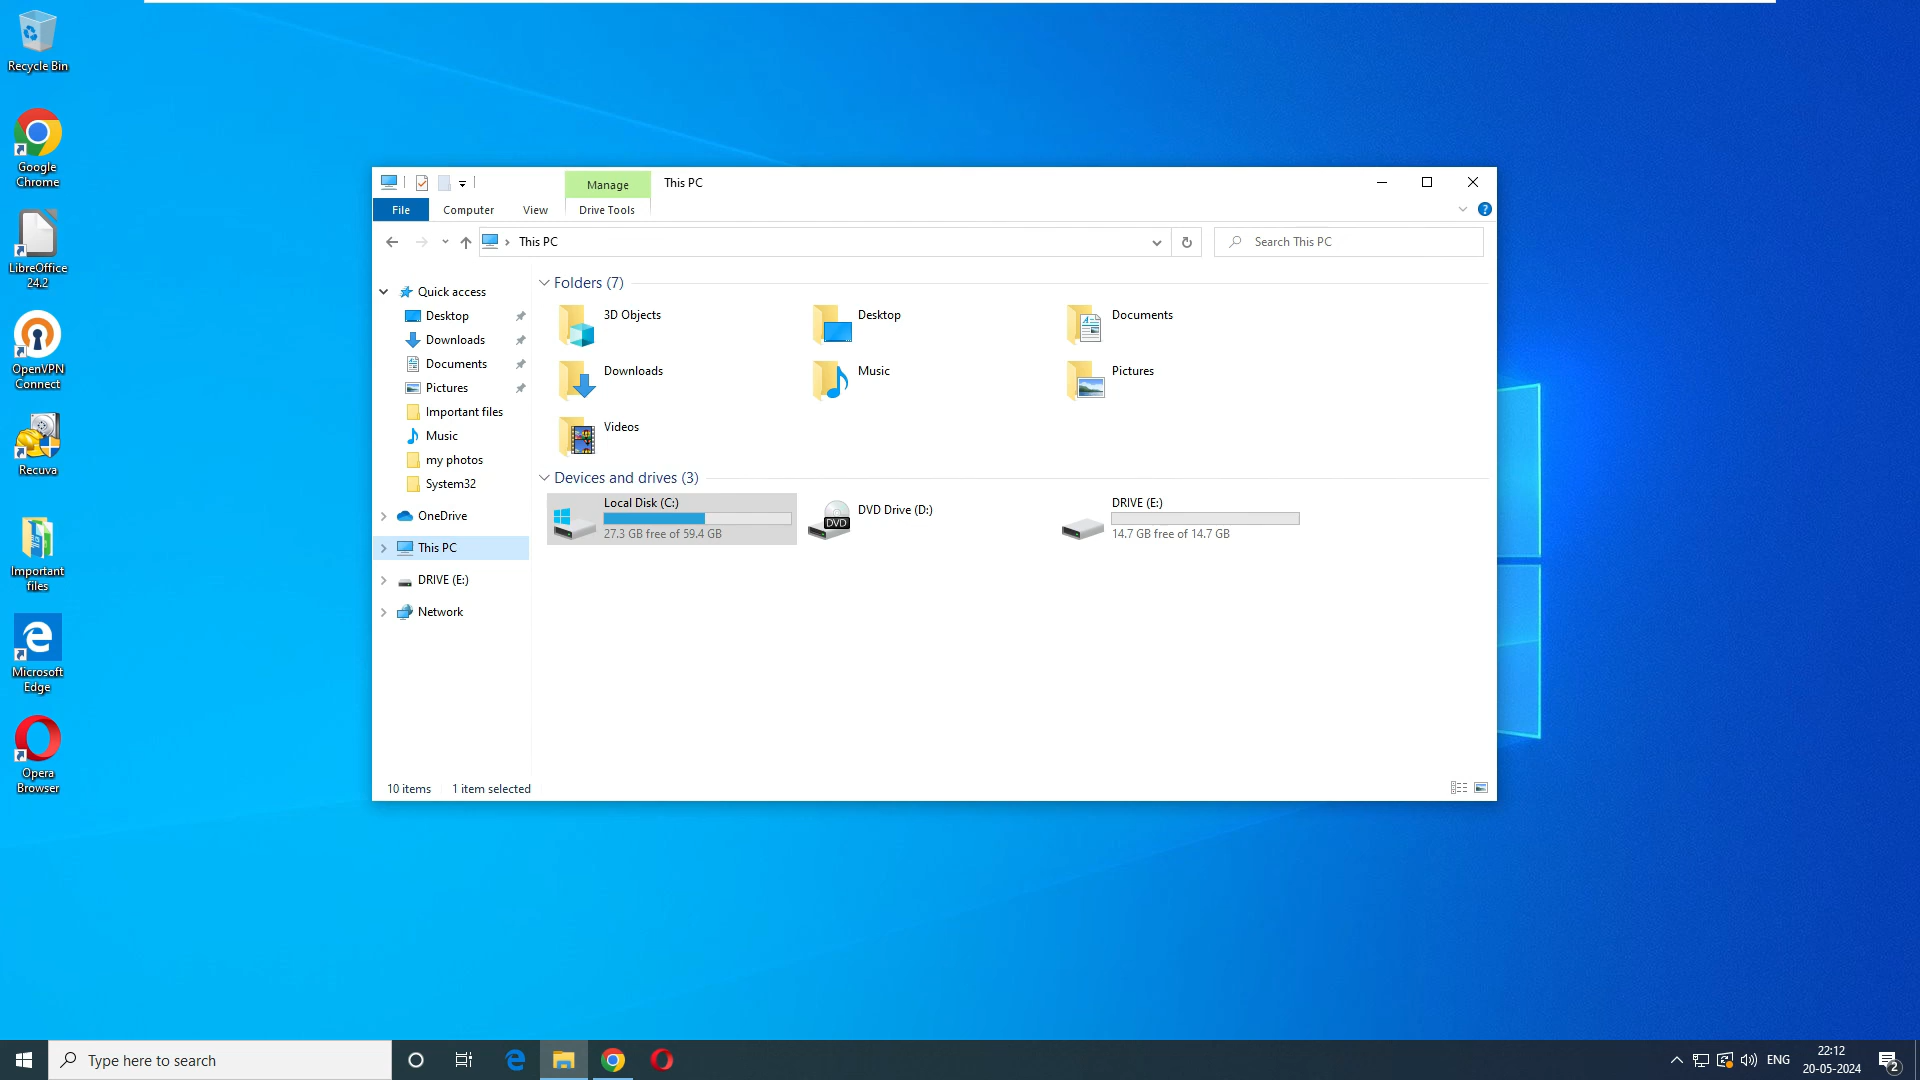 Recycle Bin
Google
Chrome
LibreOffice
24.2
OpenVPN
Connect
Recuva
Important
files
Microsoft
Edge
Opera
Browser
Manage
This PC
File
Computer
View
Drive Tools
This PC
Search This PC
Quick access
Desktop
Downloads
Documents
Pictures
Important files
Music
my photos
System32
OneDrive
This PC
DRIVE (E:)
Network
Folders (7)
3D Objects
Desktop
Documents
Downloads
Music
Pictures
Videos
Devices and drives (3)
Local Disk (C:)
27.3 GB free of 59.4 GB
DVD
DVD Drive (D:)
DRIVE (E:)
14.7 GB free of 14.7 GB
10 items
1 item selected
Type here to search
ENG
22:12
20-05-2024
2